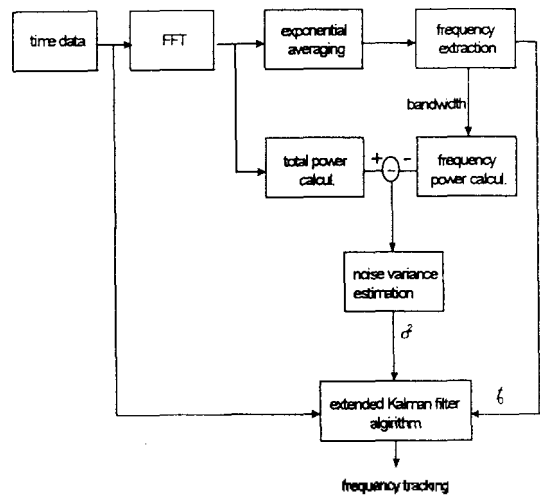 time data
FFT
exponential
averaging
frequency
extraction
bandwidth
total power
calcul.
+
-
frequency
power calcul.
noise variance
estimation
σ²
extended Kalman filter
algirithm
frequency tracking